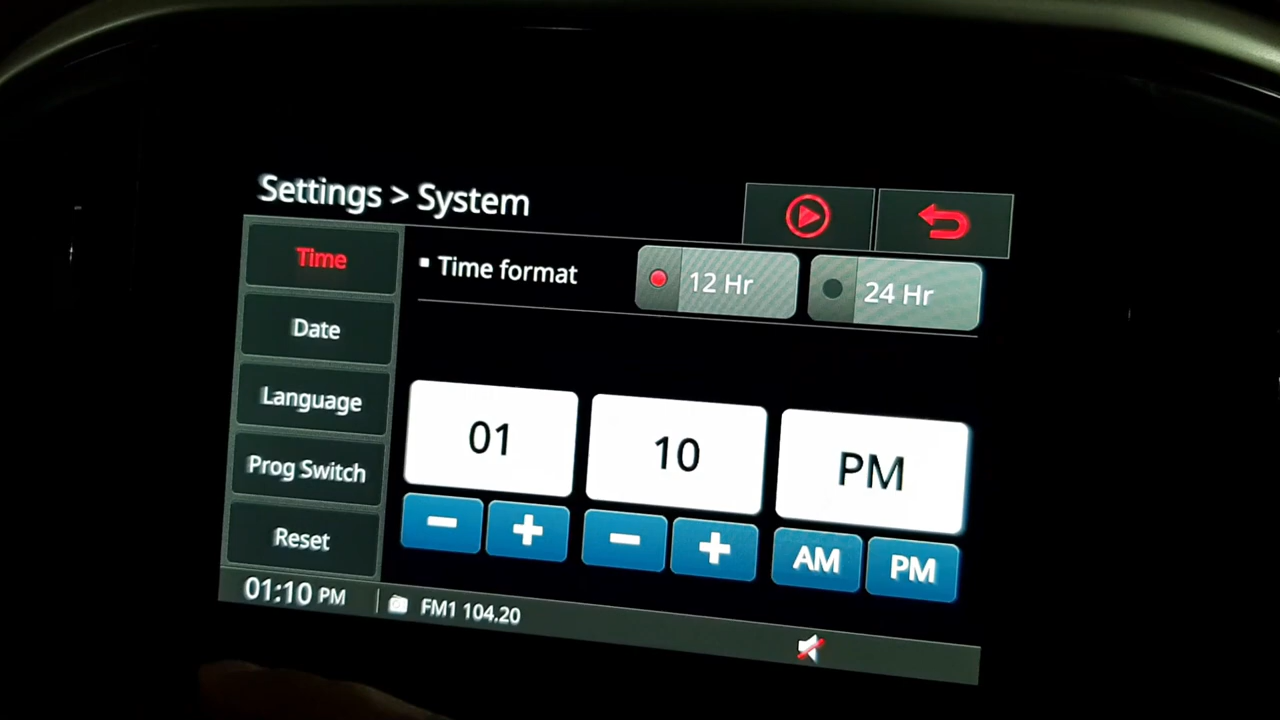 Settings > System
Time
Time format
12 Hr
24 Hr
Date
Language
Prog Switch
Reset
01
10
PM
− +
− +
AM
PM
01:10 PM
FM1 104.20